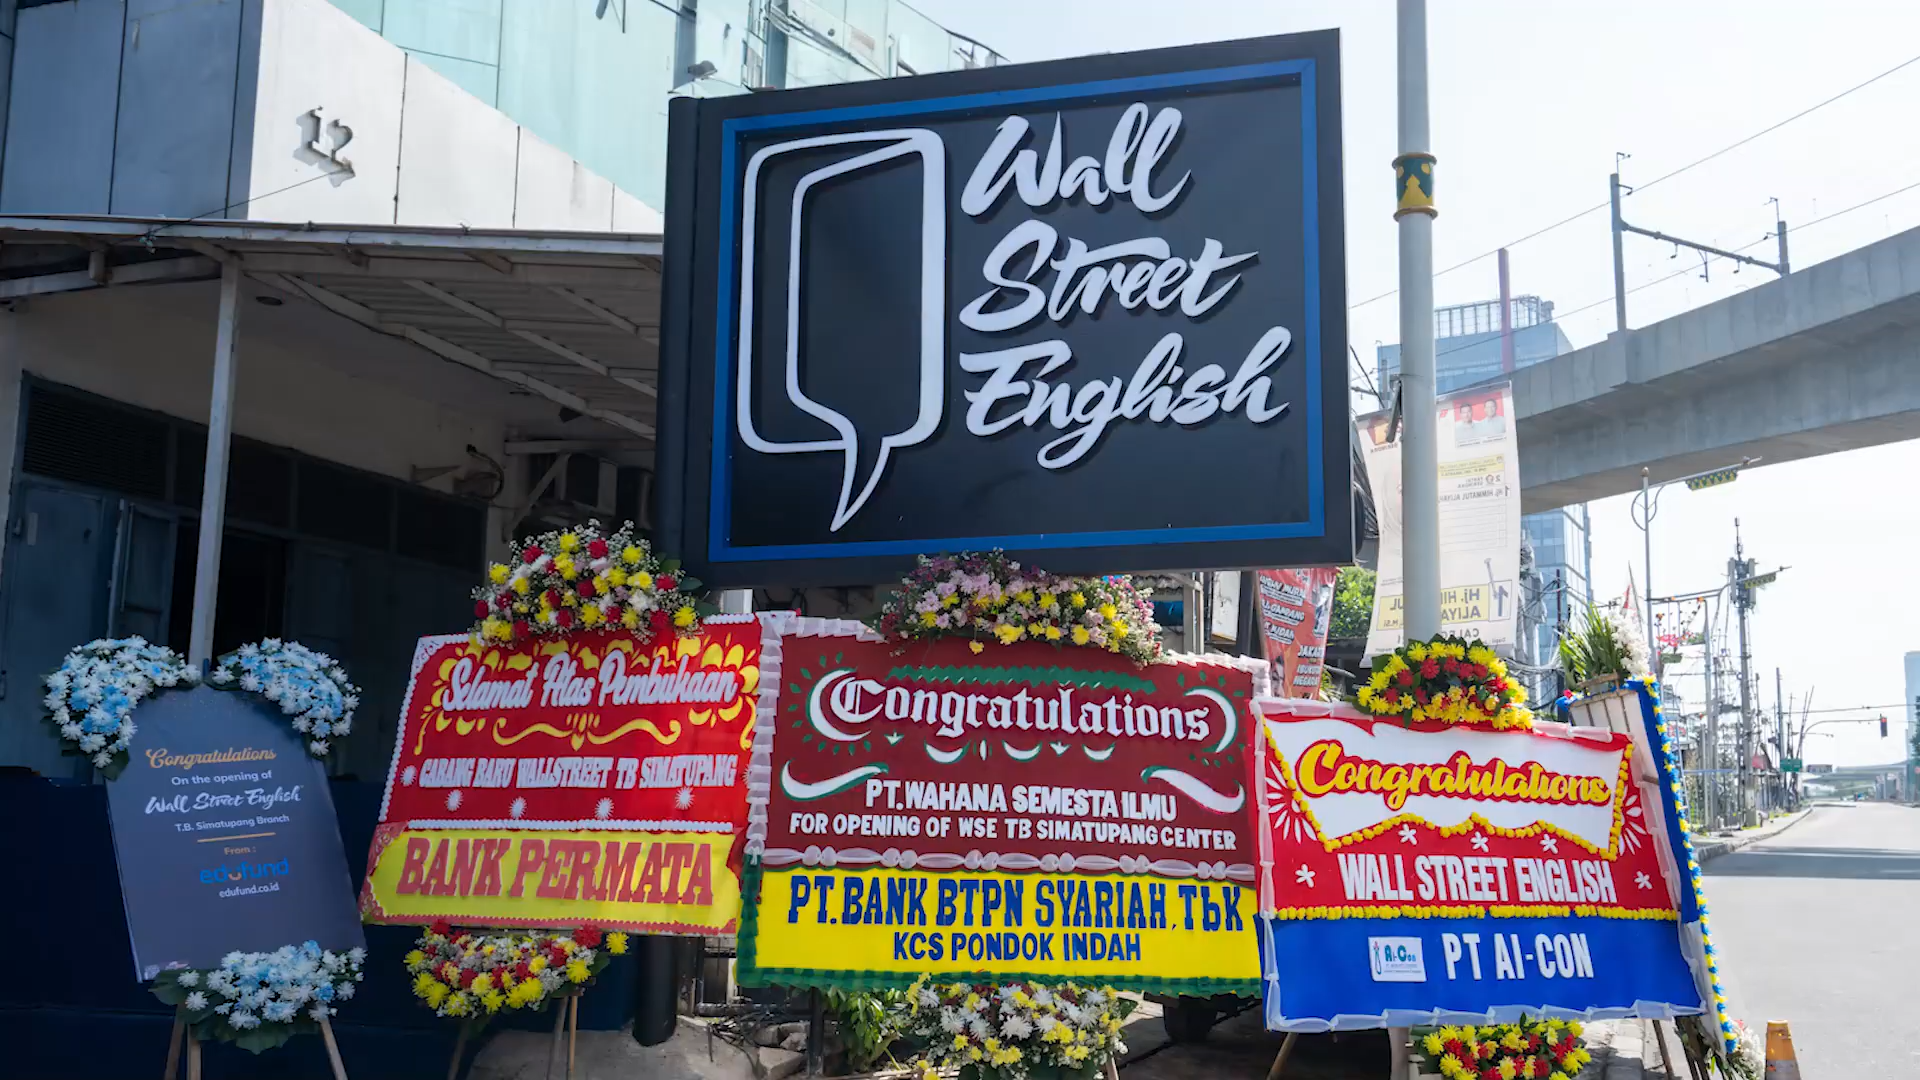 12
Wall
Street
English
Congratulations
On the opening of
Wall Street English
T.B. Simatupang Branch
From :
edufund
edufund.co.id
Selamat Atas Pembukaan
CABANG BARU WALLSTREET TB SIMATUPANG
BANK PERMATA
Congratulations
PT.WAHANA SEMESTA ILMU
FOR OPENING OF WSE TB SIMATUPANG CENTER
PT.BANK BTPN SYARIAH,TbK
KCS PONDOK INDAH
Congratulations
WALL STREET ENGLISH
Ai-Con
PT AI-CON